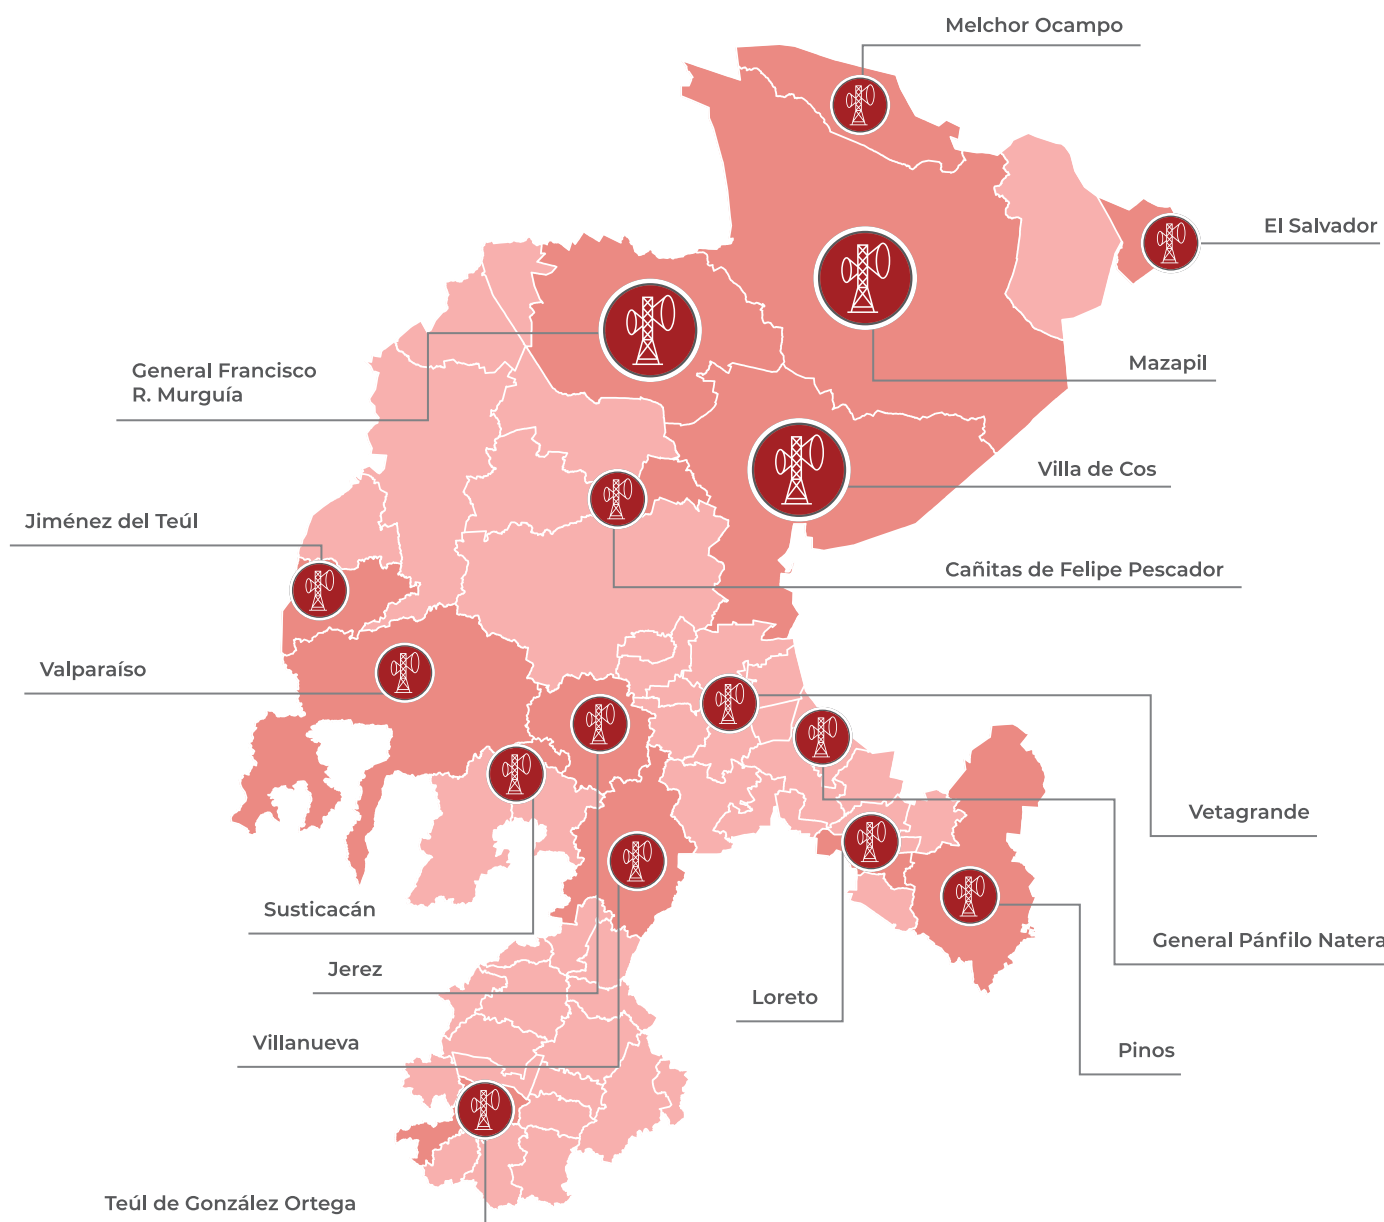 Melchor Ocampo
El Salvador
Mazapil
General Francisco
R. Murguía
Villa de Cos
Jiménez del Teúl
Cañitas de Felipe Pescador
Valparaíso
Vetagrande
Susticacán
General Pánfilo Natera
Jerez
Loreto
Villanueva
Pinos
Teúl de González Ortega